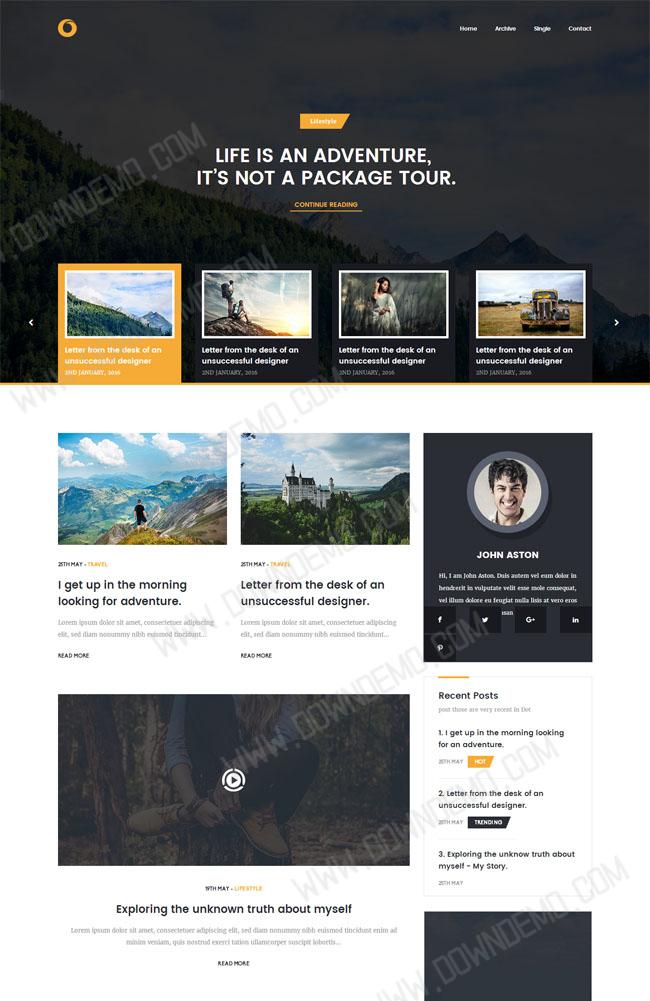 Home Archive Single Contact
Lifestyle
LIFE IS AN ADVENTURE,
IT'S NOT A PACKAGE TOUR.
CONTINUE READING
Letter from the desk of an
unsuccessful designer
2ND JANUARY, 2016
Letter from the desk of an
unsuccessful designer
2ND JANUARY, 2016
Letter from the desk of an
unsuccessful designer
2ND JANUARY, 2016
Letter from the desk of an
unsuccessful designer
2ND JANUARY, 2016
25TH MAY - TRAVEL
I get up in the morning
looking for adventure.
Lorem ipsum dolor sit amet, consectetuer adipiscing
elit, sed diam nonummy nibh euismod tincidunt...
READ MORE
25TH MAY - TRAVEL
Letter from the desk of an
unsuccessful designer.
Lorem ipsum dolor sit amet, consectetuer adipiscing
elit, sed diam nonummy nibh euismod tincidunt...
READ MORE
JOHN ASTON
Hi, I am John Aston. Duis autem vel eum dolor in
hendrerit in vulputate velit esse mole consequat,
vel illum dolore eu feugiat nulla lisis at vero eros
san
f G+ in
Recent Posts
post those are very recent in Dot
1. I get up in the morning looking
for an adventure.
25TH MAY HOT
2. Letter from the desk of an
unsuccessful designer.
25TH MAY TRENDING
3. Exploring the unknow truth about
myself - My Story.
25TH MAY
19TH MAY - LIFESTYLE
Exploring the unknown truth about myself
Lorem ipsum dolor sit amet, consectetuer adipiscing elit, sed diam nonummy nibh euismod tincidunt enim ad
minim veniam, quis nostrud exerci tation ullamcorper suscipit lobortis...
READ MORE
WWW.DOWNDEMO.COM
WWW.DOWNDEMO.COM
WWW.DOWNDEMO.COM
WWW.DOWNDEMO.COM